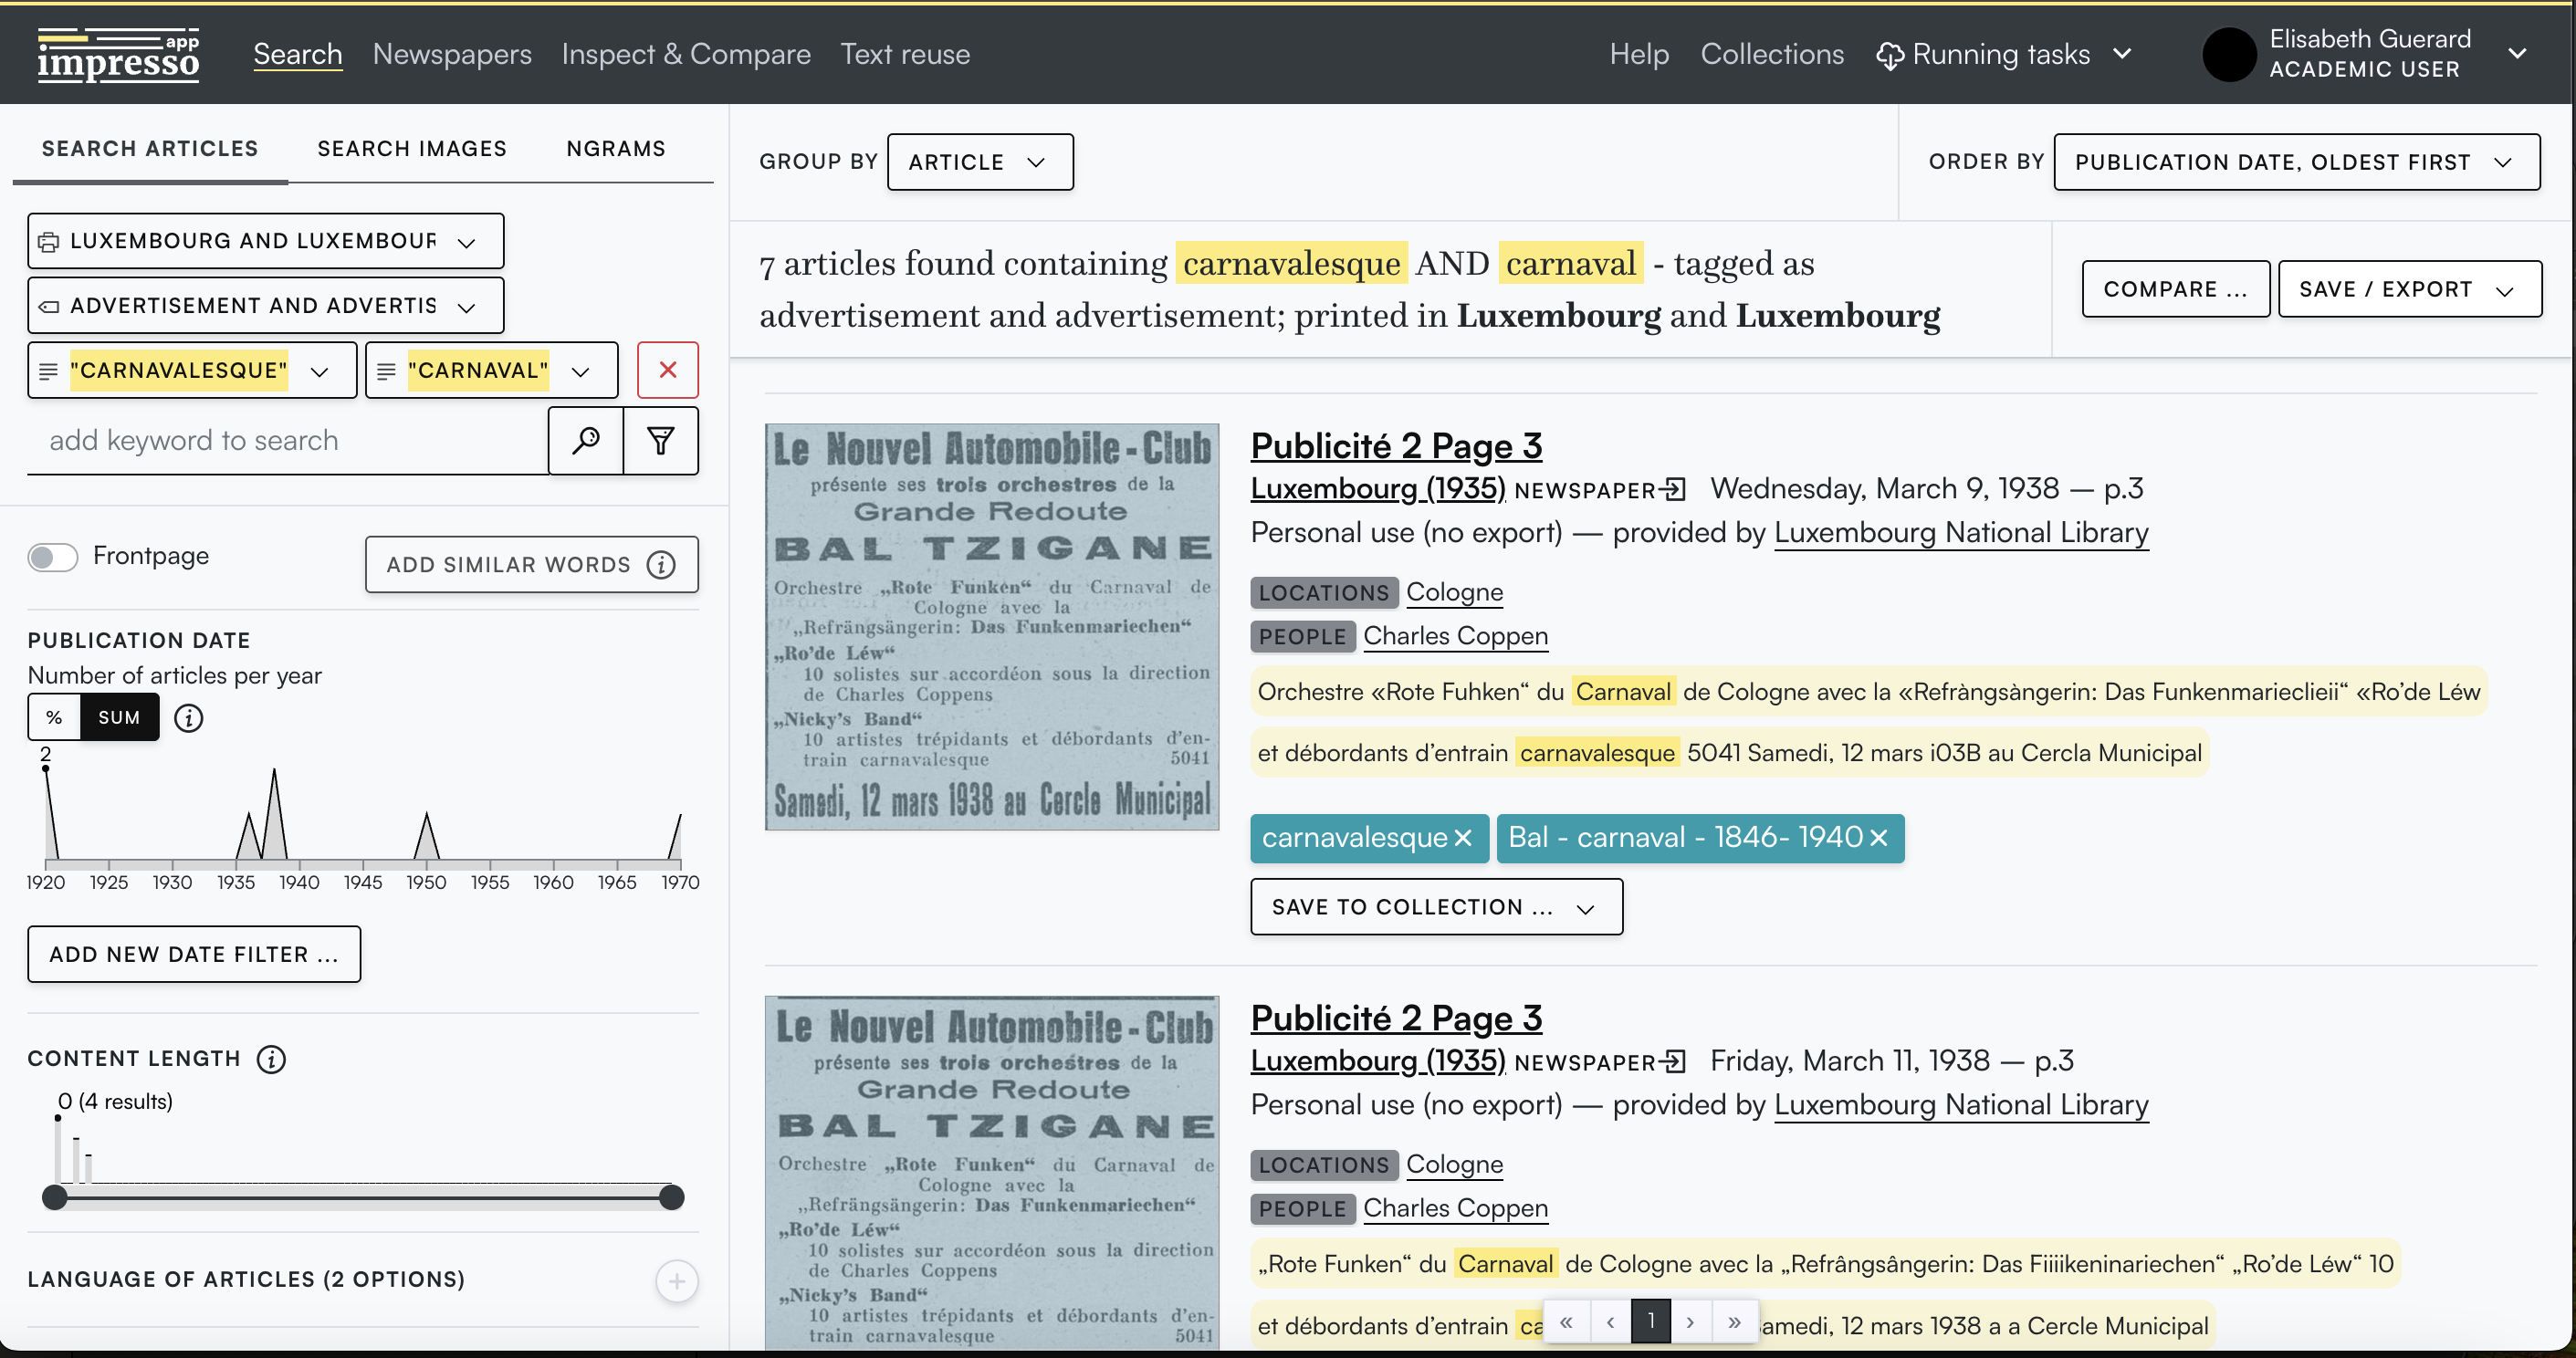 app
impresso
Search Newspapers Inspect & Compare Text reuse
Help Collections Running tasks
Elisabeth Guerard
ACADEMIC USER
SEARCH ARTICLES SEARCH IMAGES NGRAMS
LUXEMBOURG AND LUXEMBOUR
ADVERTISEMENT AND ADVERTIS
"CARNAVALESQUE" "CARNAVAL"
add keyword to search
Frontpage
ADD SIMILAR WORDS
PUBLICATION DATE
Number of articles per year
% SUM
2
1920 1925 1930 1935 1940 1945 1950 1955 1960 1965 1970
ADD NEW DATE FILTER ...
CONTENT LENGTH
0 (4 results)
LANGUAGE OF ARTICLES (2 OPTIONS)
GROUP BY ARTICLE
ORDER BY PUBLICATION DATE, OLDEST FIRST
7 articles found containing carnavalesque AND carnaval - tagged as
advertisement and advertisement; printed in Luxembourg and Luxembourg
COMPARE ... SAVE / EXPORT
Le Nouvel Automobile-Club
présente ses trois orchestres de la
Grande Redoute
BAL TZIGANE
Orchestre „Rote Funken“ du Carnaval de
Cologne avec la
„Refrängsängerin: Das Funkenmariechen“
„Ro'de Léw“
10 solistes sur accordéon sous la direction
de Charles Coppens
„Nicky's Band“
10 artistes trépidants et débordants d'en-
train carnavalesque 5041
Samedi, 12 mars 1938 au Cercle Municipal
Publicité 2 Page 3
Luxembourg (1935) NEWSPAPER Wednesday, March 9, 1938 — p.3
Personal use (no export) — provided by Luxembourg National Library
LOCATIONS Cologne
PEOPLE Charles Coppen
Orchestre «Rote Fuhken“ du Carnaval de Cologne avec la «Refràngsàngerin: Das Funkenmarieclieii“ «Ro’de Léw
et débordants d’entrain carnavalesque 5041 Samedi, 12 mars i03B au Cercla Municipal
carnavalesque Bal - carnaval - 1846- 1940
SAVE TO COLLECTION ...
Le Nouvel Automobile-Club
présente ses trois orchestres de la
Grande Redoute
BAL TZIGANE
Orchestre „Rote Funken“ du Carnaval de
Cologne avec la
„Refrängsängerin: Das Funkenmariechen“
„Ro'de Léw“
10 solistes sur accordéon sous la direction
de Charles Coppens
„Nicky's Band“
10 artistes trépidants et débordants d'en-
train carnavalesque 5041
Publicité 2 Page 3
Luxembourg (1935) NEWSPAPER Friday, March 11, 1938 — p.3
Personal use (no export) — provided by Luxembourg National Library
LOCATIONS Cologne
PEOPLE Charles Coppen
„Rote Funken“ du Carnaval de Cologne avec la „Refrângsângerin: Das Fiiiikeninariechen“ „Ro’de Léw“ 10
et débordants d’entrain ca amedi, 12 mars 1938 a a Cercle Municipal
« ‹ 1 › »